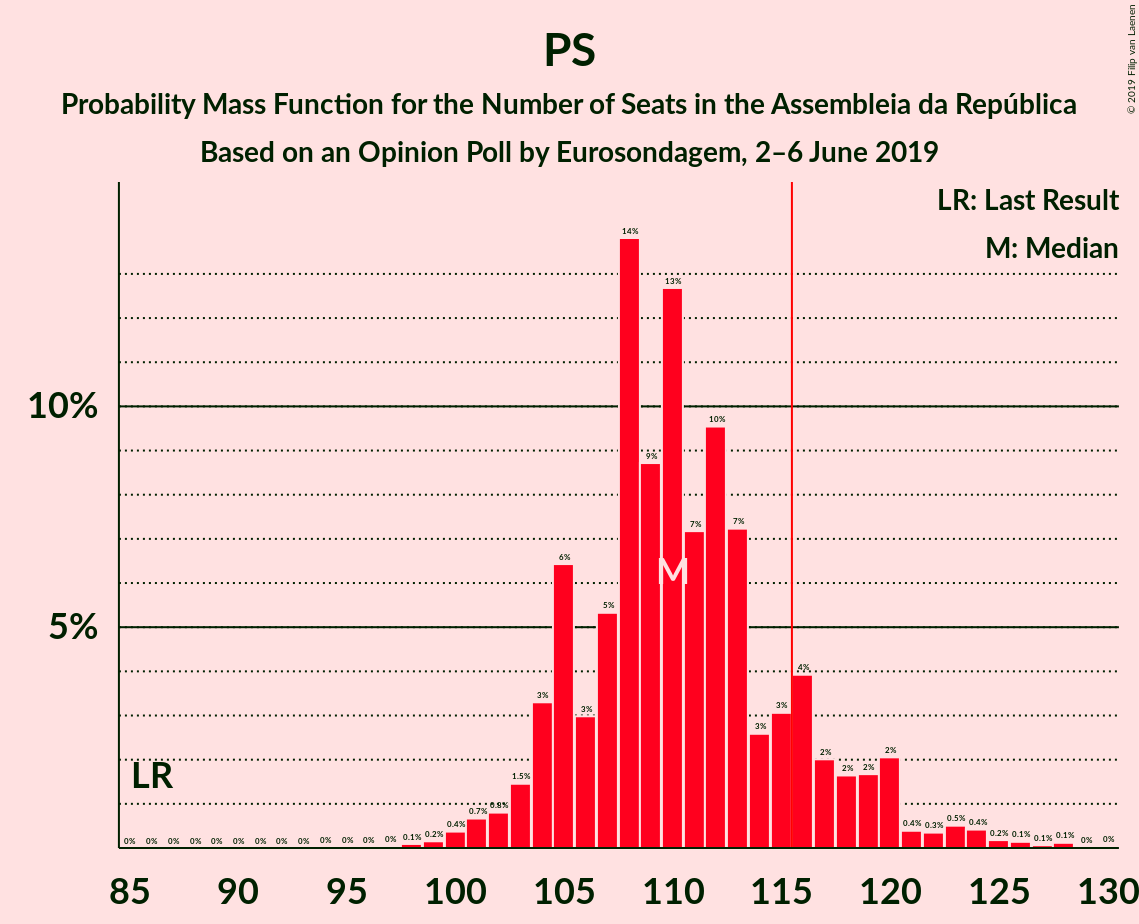 PS
Probability Mass Function for the Number of Seats in the Assembleia da República
Based on an Opinion Poll by Eurosondagem, 2–6 June 2019
© 2019 Filip van Laenen
LR: Last Result
M: Median
10%
5%
LR
M
0% 0% 0% 0% 0% 0% 0% 0% 0% 0% 0% 0% 0% 0.1% 0.2% 0.4% 0.7% 0.8% 1.5% 3% 6% 3% 5% 14% 9% 13% 7% 10% 7% 3% 3% 4% 2% 2% 2% 2% 0.4% 0.3% 0.5% 0.4% 0.2% 0.1% 0.1% 0.1% 0% 0%
85 90 95 100 105 110 115 120 125 130